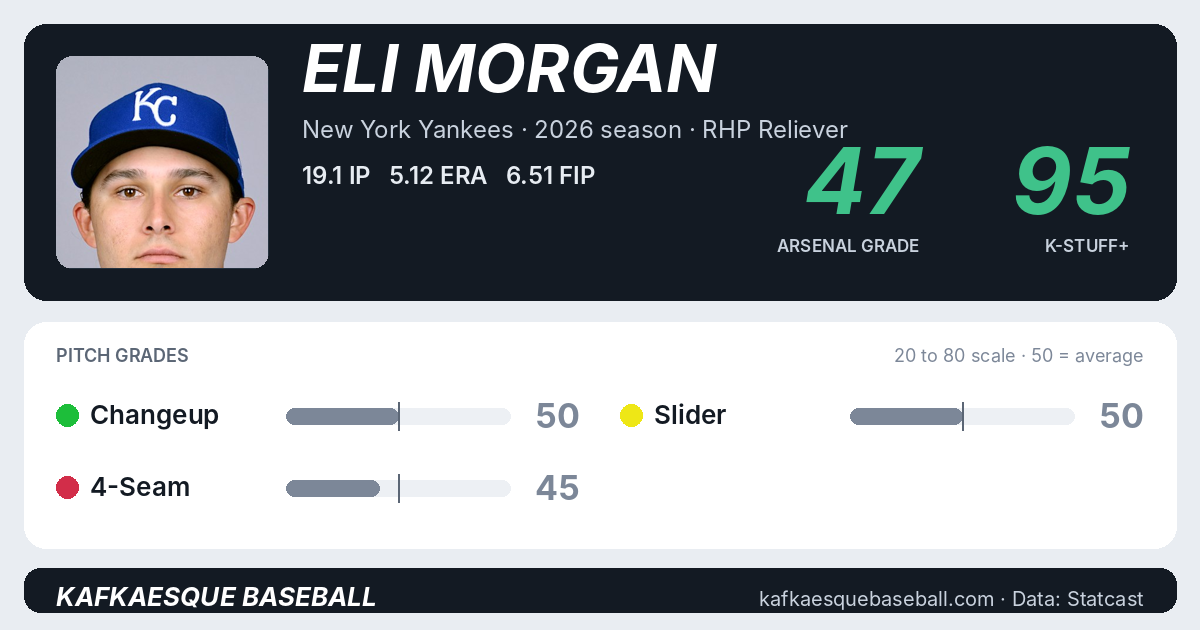 ELI MORGAN
New York Yankees · 2026 season · RHP Reliever
19.1 IP 5.12 ERA 6.51 FIP
47 95
ARSENAL GRADE K-STUFF+
KC
PITCH GRADES 20 to 80 scale · 50 = average
Changeup 50 Slider 50
4-Seam 45
KAFKAESQUE BASEBALL kafkaesquebaseball.com · Data: Statcast